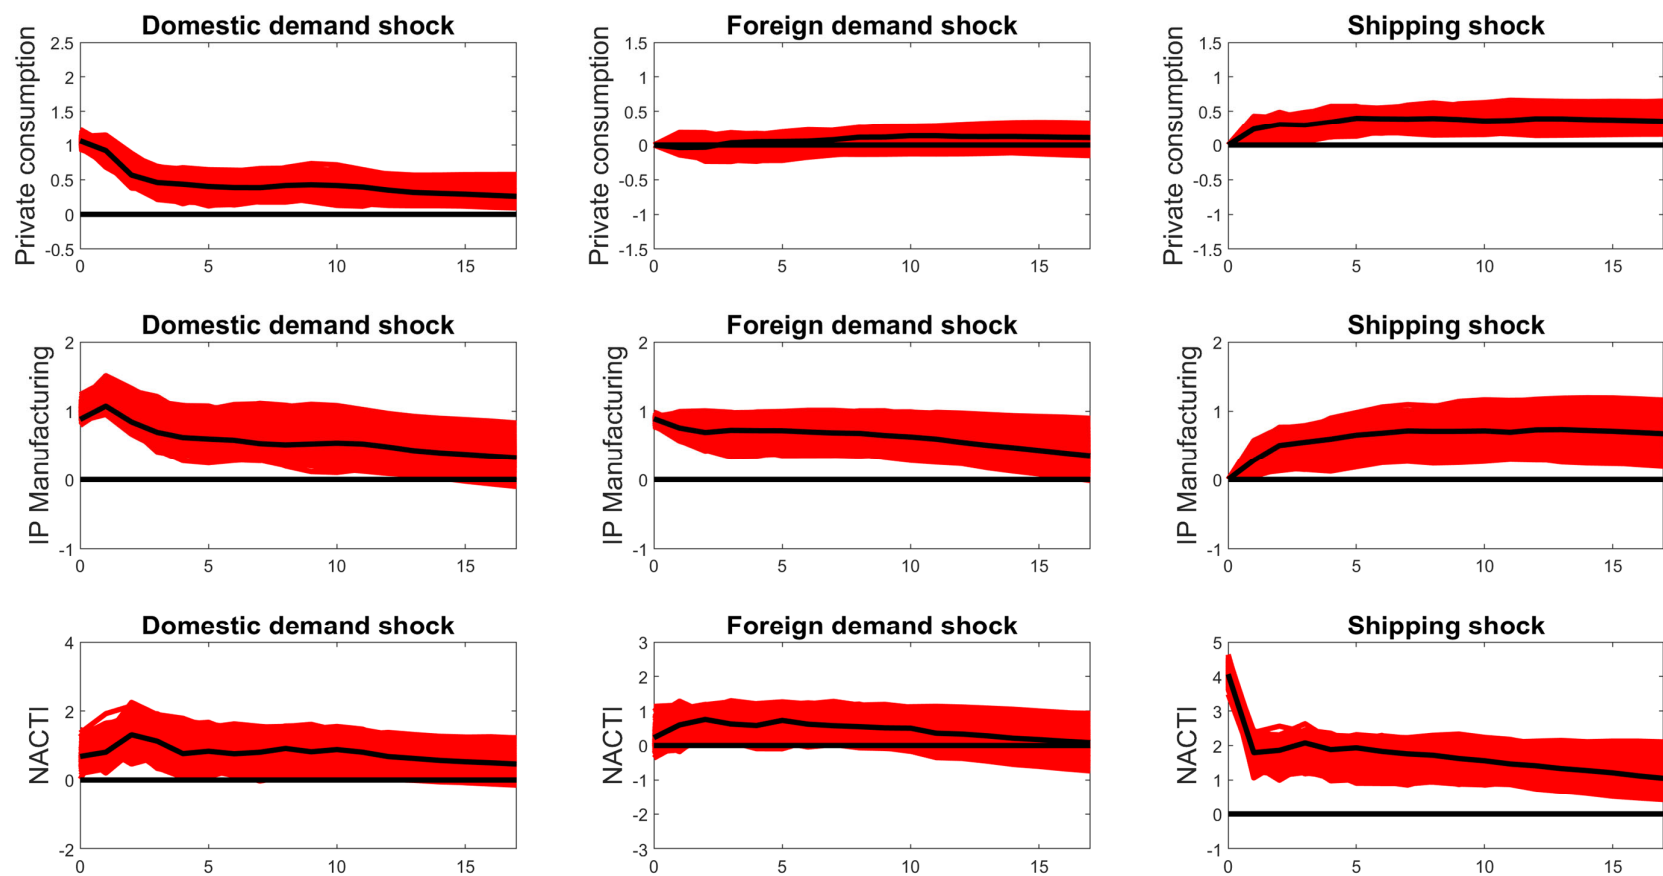 Domestic demand shock
Private consumption
2.5
2
1.5
1
0.5
0
-0.5
0 5 10 15
Foreign demand shock
Private consumption
1.5
1
0.5
0
-0.5
-1
-1.5
0 5 10 15
Shipping shock
Private consumption
1.5
1
0.5
0
-0.5
-1
-1.5
0 5 10 15
Domestic demand shock
IP Manufacturing
2
1
0
-1
0 5 10 15
Foreign demand shock
IP Manufacturing
2
1
0
-1
0 5 10 15
Shipping shock
IP Manufacturing
2
1
0
-1
0 5 10 15
Domestic demand shock
NACTI
4
2
0
-2
0 5 10 15
Foreign demand shock
NACTI
3
2
1
0
-1
-2
-3
0 5 10 15
Shipping shock
NACTI
5
4
3
2
1
0
-1
0 5 10 15